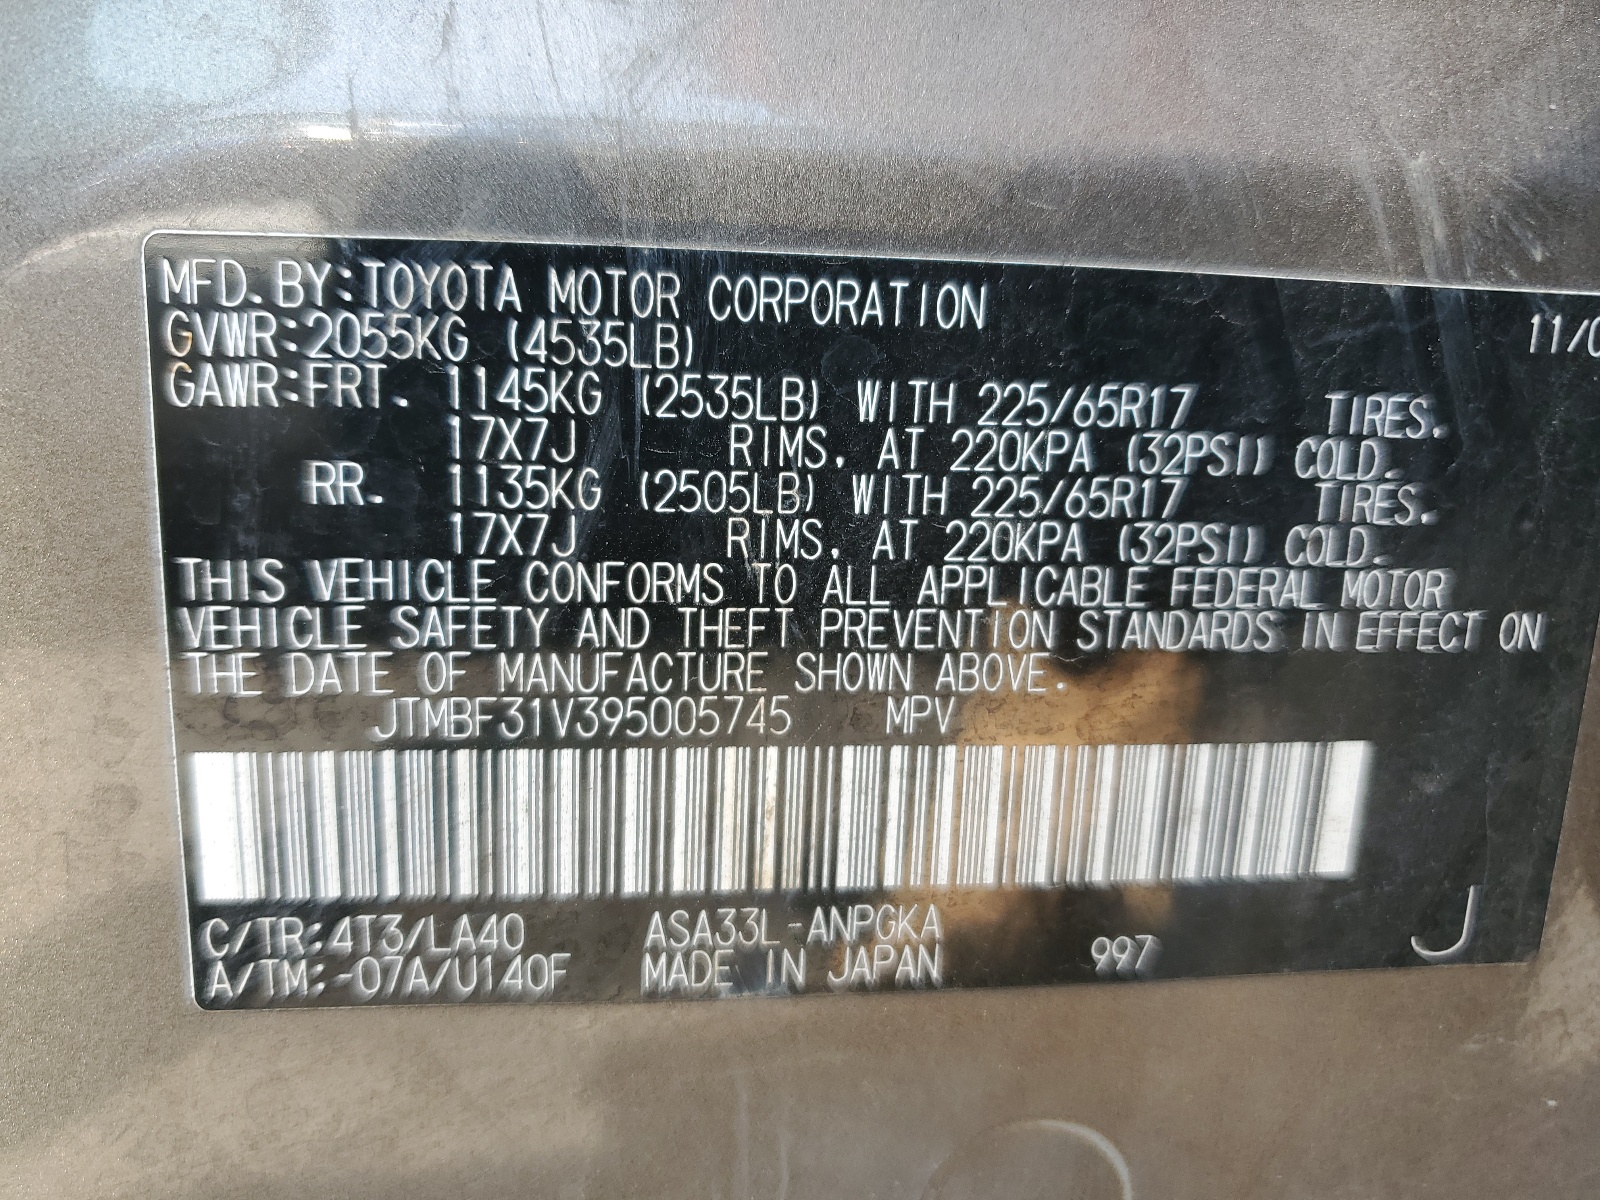 MFD. BY: TOYOTA MOTOR CORPORATION 11/0
GVWR: 2055KG (4535LB)
GAWR: FRT. 1145KG (2535LB) WITH 225/65R17 TIRES.
17X7J RIMS, AT 220KPA (32PSI) COLD.
RR. 1135KG (2505LB) WITH 225/65R17 TIRES.
17X7J RIMS, AT 220KPA (32PSI) COLD.
THIS VEHICLE CONFORMS TO ALL APPLICABLE FEDERAL MOTOR
VEHICLE SAFETY AND THEFT PREVENTION STANDARDS IN EFFECT ON
THE DATE OF MANUFACTURE SHOWN ABOVE.
JTMBF31V395005745 MPV
C/TR: 4T3/LA40 ASA33L-ANPGKA
A/TM: -07A/U140F MADE IN JAPAN 997 J